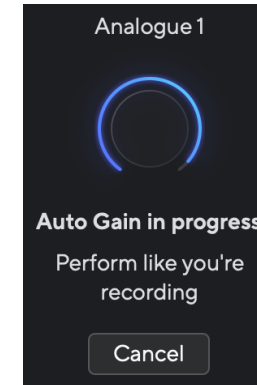 Analogue 1
Auto Gain in progress
Perform like you're
recording
Cancel